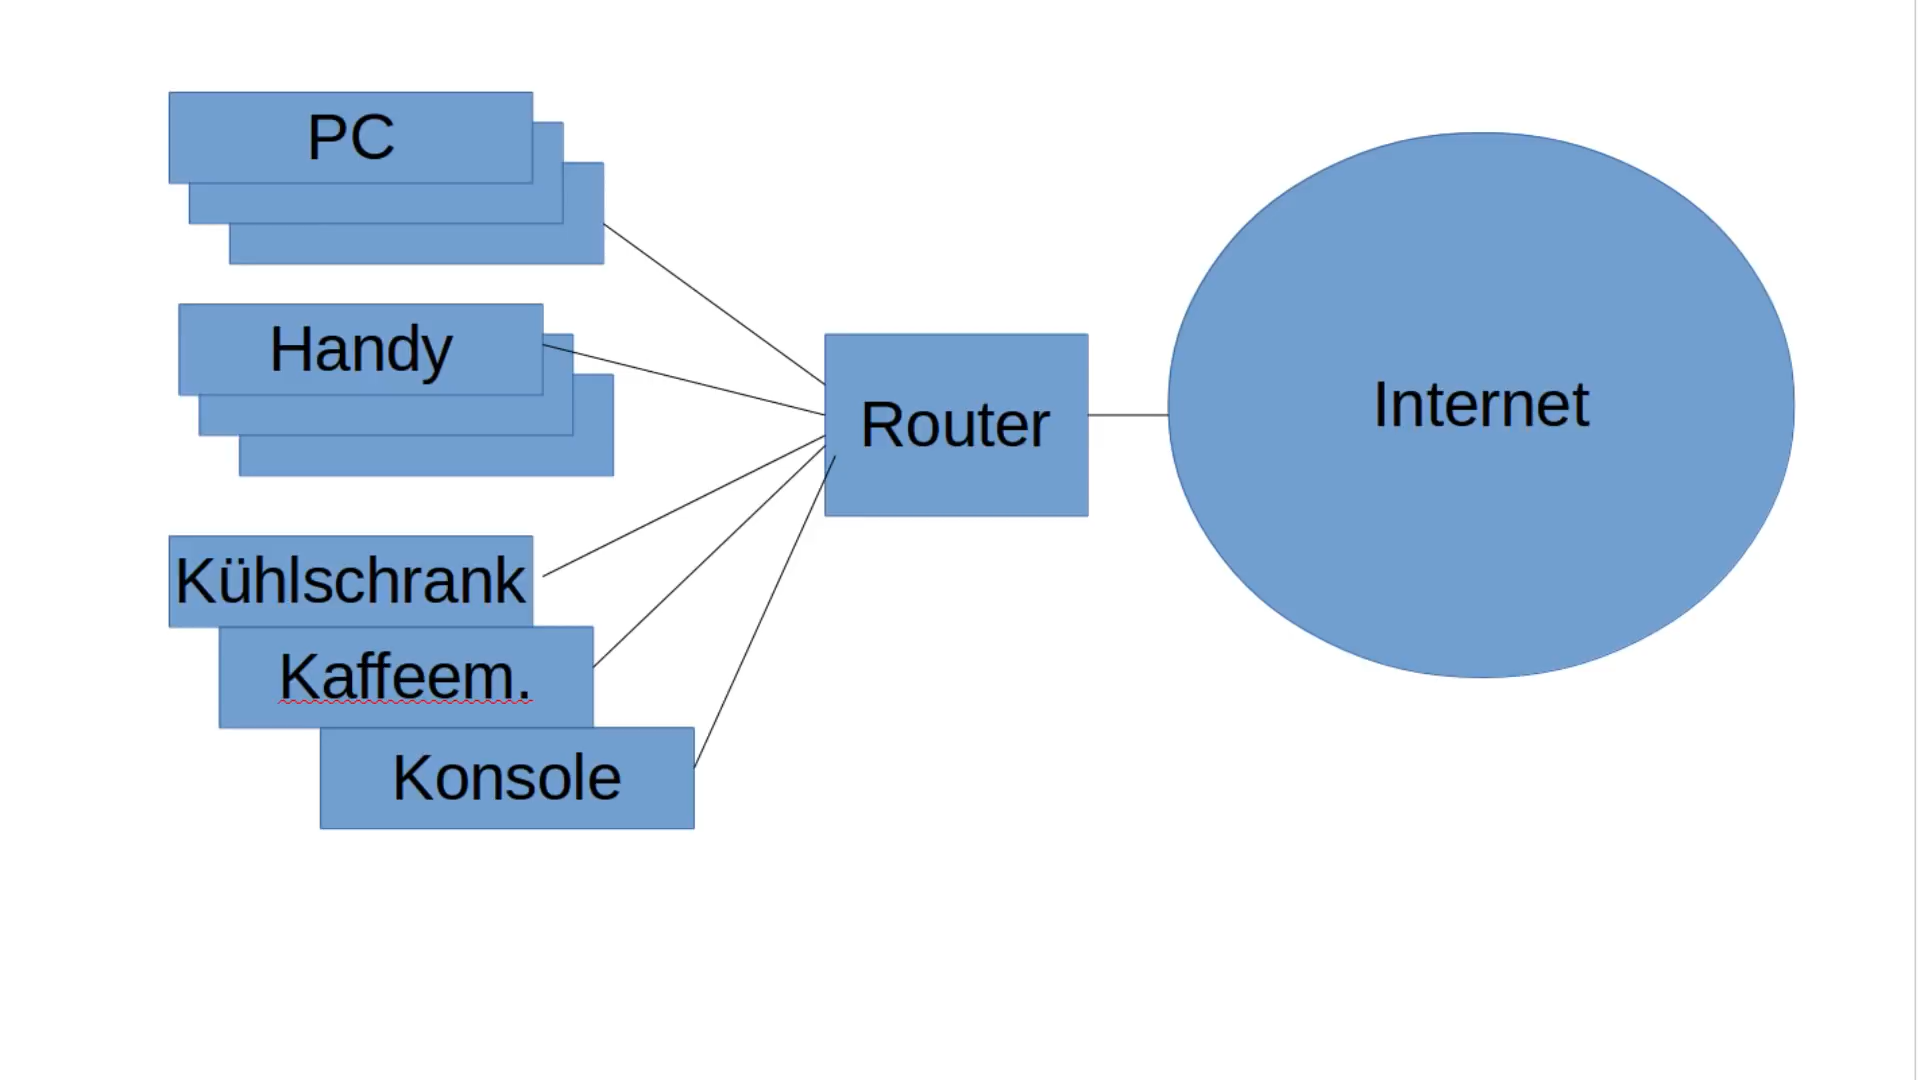 PC
Handy
Router
Internet
Kühlschrank
Kaffeem.
Konsole